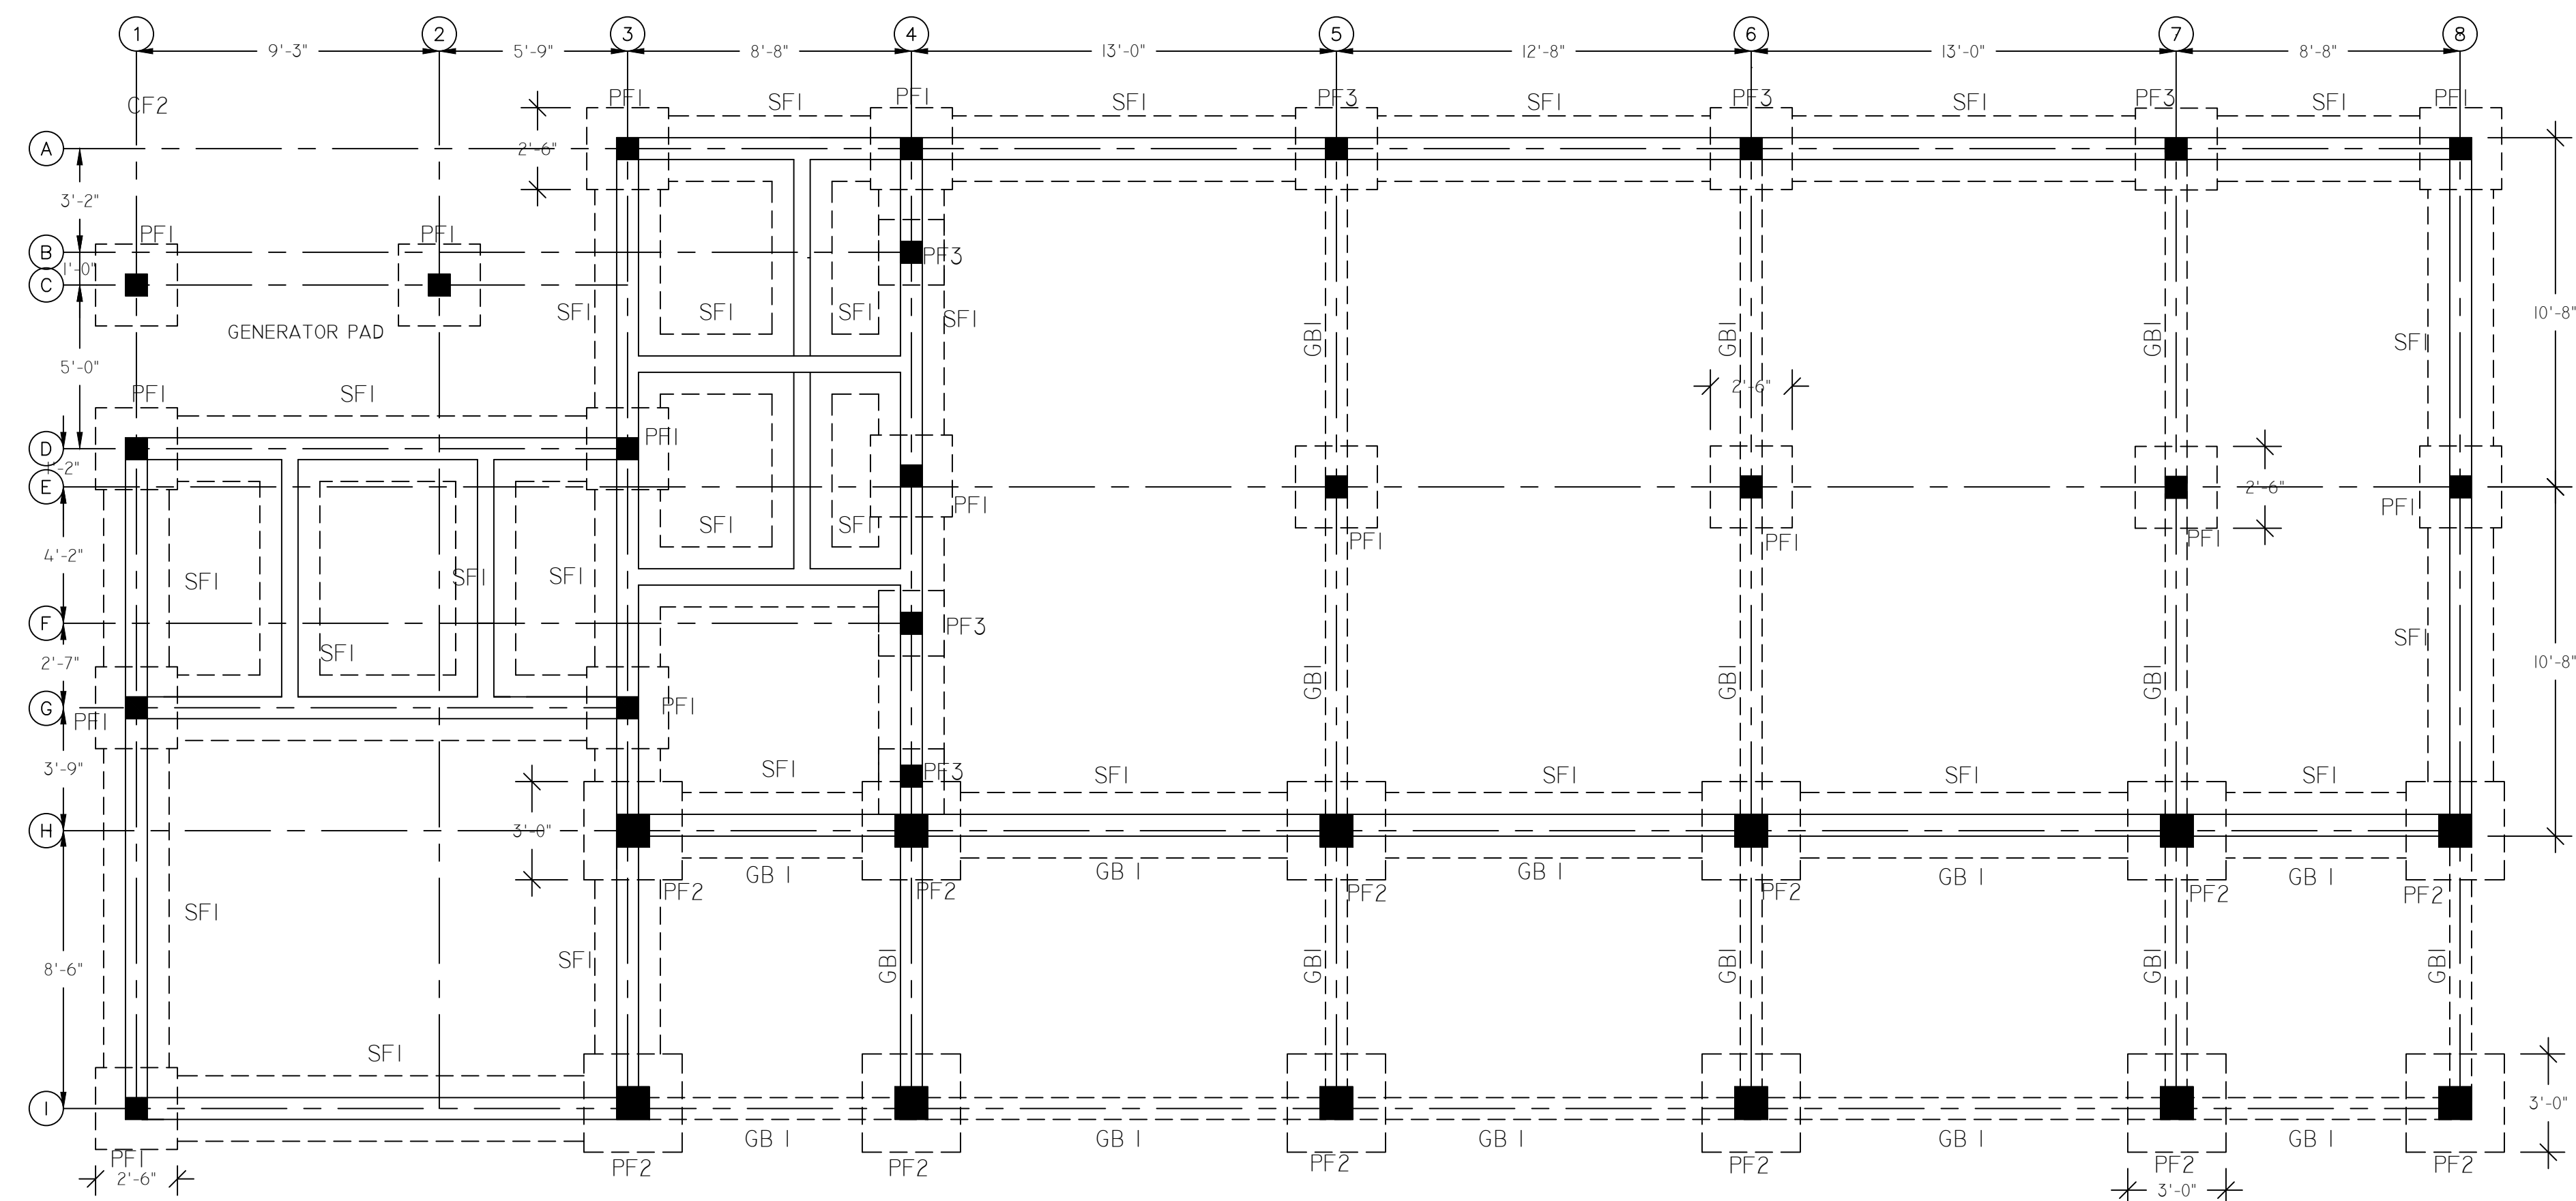 1 2 3 4 5 6 7 8
9'-3" 5'-9" 8'-8" 13'-0" 12'-8" 13'-0" 8'-8"
CF2 PF1 SF1 PF1 SF1 PF3 SF1 PF3 SF1 PF3 SF1 PF1
A 2'-6"
3'-2"
PF1 PF1
B PF3
1'-0"
C
SF1 SF1 SF1 SF1 10'-8"
GENERATOR PAD GB1 GB1 GB1 SF1
5'-0"
2'-6"
PF1 SF1
D PF1
1'-2"
E 2'-6"
PF1 PF1
SF1 SF1 PF1 PF1 PF1
4'-2"
SF1 SF1 SF1
F PF3 SF1
SF1
2'-7" 10'-8"
GB1 GB1 GB1
G PF1
PF1
3'-9" SF1 PF3 SF1 SF1 SF1 SF1
H 3'-0"
GB 1 GB 1 GB 1 GB 1 GB 1
PF2 PF2 PF2 PF2 PF2 PF2
SF1
8'-6" SF1 GB1 GB1 GB1 GB1 GB1
SF1
I 3'-0"
GB 1 GB 1 GB 1 GB 1 GB 1
PF1 PF2 PF2 PF2 PF2 PF2 PF2
2'-6" 3'-0"